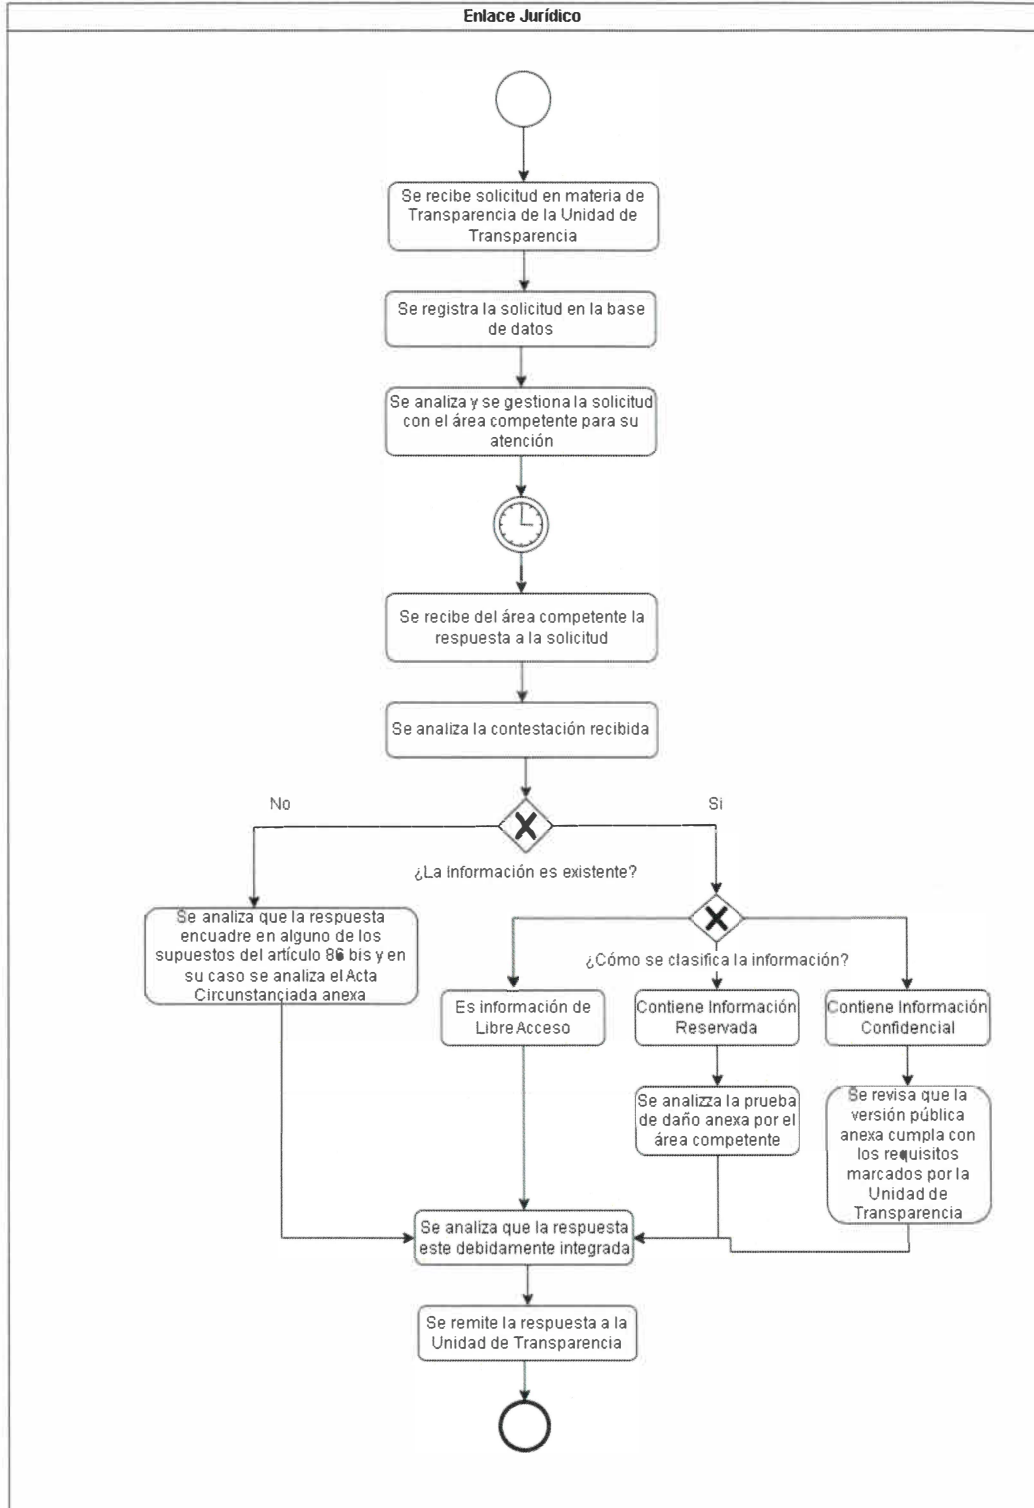 Enlace Jurídico
Se recibe solicitud en materia de
Transparencia de la Unidad de
Transparencia
Se registra la solicitud en la base
de datos
Se analiza y se gestiona la solicitud
con el área competente para su
atención
Se recibe del área competente la
respuesta a la solicitud
Se analiza la contestación recibida
No
Si
¿La Información es existente?
Se analiza que la respuesta
encuadre en alguno de los
supuestos del artículo 86 bis y en
su caso se analiza el Acta
Circunstanciada anexa
¿Cómo se clasifica la información?
Es información de
Libre Acceso
Contiene Información
Reservada
Contiene Información
Confidencial
Se analizza la prueba
de daño anexa por el
área competente
Se revisa que la
versión pública
anexa cumpla con
los requisitos
marcados por la
Unidad de
Transparencia
Se analiza que la respuesta
este debidamente integrada
Se remite la respuesta a la
Unidad de Transparencia